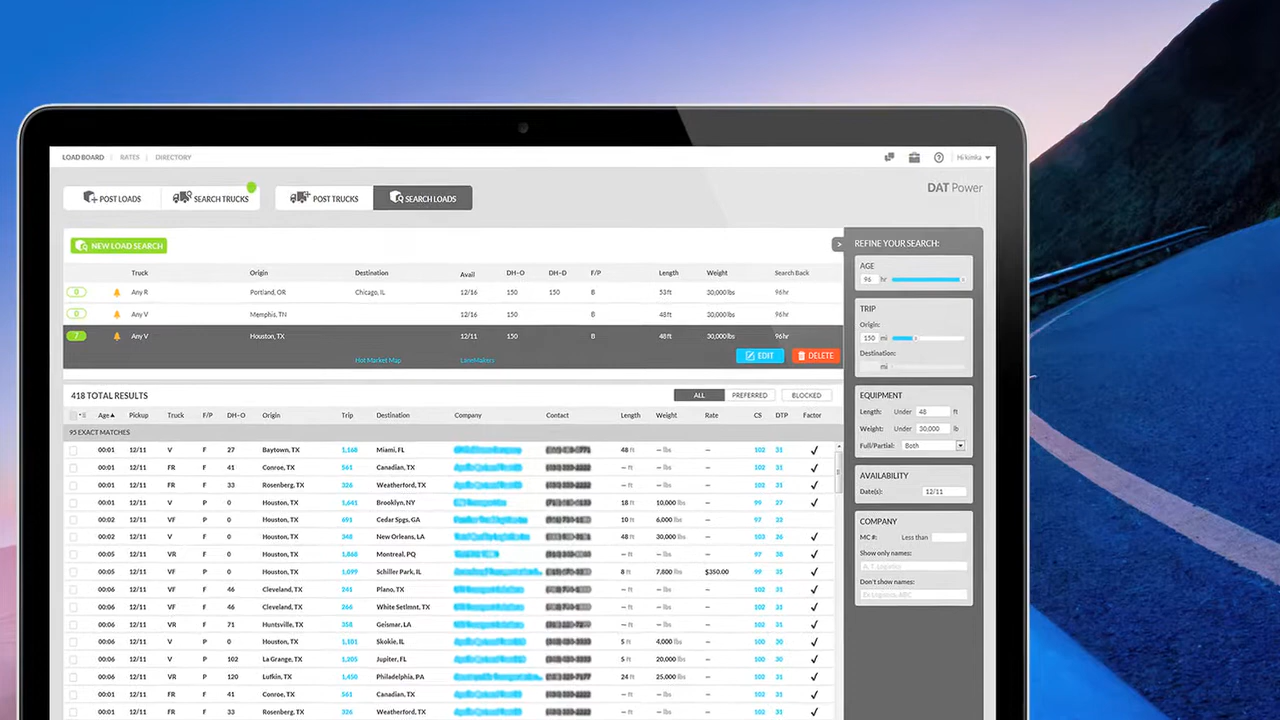 LOAD BOARD | RATES | DIRECTORY
Hi kimka
POST LOADS SEARCH TRUCKS POST TRUCKS SEARCH LOADS
DAT Power
NEW LOAD SEARCH
Truck Origin Destination Avail DH-O DH-D F/P Length Weight Search Back
0 Any R Portland, OR Chicago, IL 12/16 150 150 B 53ft 30,000 lbs 96hr
0 Any V Memphis, TN 12/16 150 B 48ft 30,000 lbs 96hr
7 Any V Houston, TX 12/11 150 B 48ft 30,000 lbs 96hr
Hot Market Map LaneMakers EDIT DELETE
418 TOTAL RESULTS ALL PREFERRED BLOCKED
Age Pickup Truck F/P DH-O Origin Trip Destination Company Contact Length Weight Rate CS DTP Factor
95 EXACT MATCHES
00:01 12/11 V F 27 Baytown, TX 1,168 Miami, FL 48 ft — lbs — 102 31 ✓
00:01 12/11 FR F 41 Conroe, TX 561 Canadian, TX — ft — lbs — 102 31 ✓
00:01 12/11 FR F 33 Rosenberg, TX 326 Weatherford, TX — ft — lbs — 102 31 ✓
00:01 12/11 V P 0 Houston, TX 1,641 Brooklyn, NY 18 ft 10,000 lbs — 99 27 ✓
00:02 12/11 VF P 0 Houston, TX 691 Cedar Spgs, GA 10 ft 6,000 lbs — 97 22
00:02 12/11 V F 0 Houston, TX 348 New Orleans, LA 48 ft 30,000 lbs — 103 26 ✓
00:05 12/11 VR F 0 Houston, TX 1,868 Montreal, PQ — ft — lbs — 97 38 ✓
00:05 12/11 VF P 0 Houston, TX 1,099 Schiller Park, IL 8 ft 7,800 lbs $350.00 99 35 ✓
00:06 12/11 VF F 46 Cleveland, TX 241 Plano, TX — ft — lbs — 102 31 ✓
00:06 12/11 VF F 46 Cleveland, TX 266 White Setlmnt, TX — ft — lbs — 102 31 ✓
00:06 12/11 VR F 71 Huntsville, TX 358 Geismar, LA — ft — lbs — 102 31 ✓
00:06 12/11 V P 0 Houston, TX 1,101 Skokie, IL 5 ft 4,000 lbs — 100 30 ✓
00:06 12/11 V P 102 La Grange, TX 1,205 Jupiter, FL 5 ft 20,000 lbs — 100 30 ✓
00:06 12/11 VR P 120 Lufkin, TX 1,450 Philadelphia, PA 24 ft 25,000 lbs — 102 31 ✓
00:01 12/11 FR F 41 Conroe, TX 561 Canadian, TX — ft — lbs — 102 31 ✓
00:01 12/11 FR F 33 Rosenberg, TX 326 Weatherford, TX — ft — lbs — 102 31 ✓
REFINE YOUR SEARCH:
AGE
96 hr
TRIP
Origin:
150 mi
Destination:
mi
EQUIPMENT
Length: Under 48 ft
Weight: Under 30,000 lb
Full/Partial: Both
AVAILABILITY
Date(s): 12/11
COMPANY
MC #: Less than
Show only names:
A, T. Logistics
Don't show names:
Ex Logistics, ABC